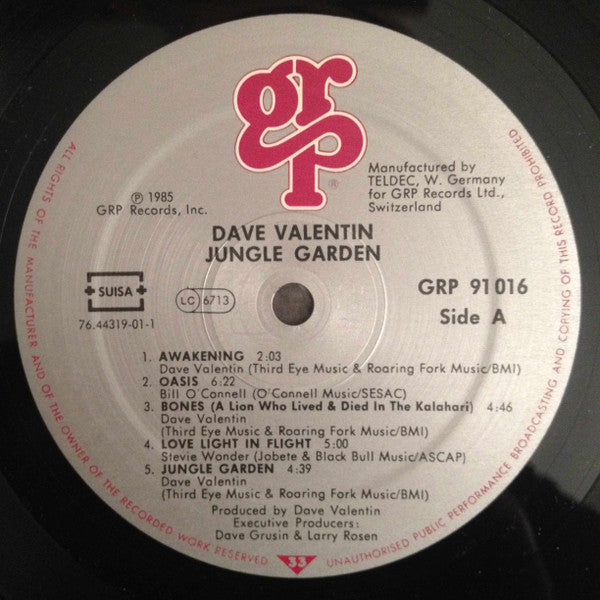 grp
®
Manufactured by
TELDEC, W. Germany
for GRP Records Ltd.,
Switzerland
℗ 1985
GRP Records, Inc.
DAVE VALENTIN
JUNGLE GARDEN
SUISA
LC 6713
GRP 91016
Side A
76.44319-01-1
1. AWAKENING 2:03
Dave Valentin (Third Eye Music & Roaring Fork Music/BMI)
2. OASIS 6:22
Bill O'Connell (O'Connell Music/SESAC)
3. BONES (A Lion Who Lived & Died In The Kalahari) 4:46
Dave Valentin
(Third Eye Music & Roaring Fork Music/BMI)
4. LOVE LIGHT IN FLIGHT 5:00
Stevie Wonder (Jobete & Black Bull Music/ASCAP)
5. JUNGLE GARDEN 4:39
Dave Valentin
(Third Eye Music & Roaring Fork Music/BMI)
Produced by Dave Valentin
Executive Producers:
Dave Grusin & Larry Rosen
33
ALL RIGHTS OF THE MANUFACTURER AND OF THE OWNER OF THE RECORDED WORK RESERVED
UNAUTHORISED PUBLIC PERFORMANCE BROADCASTING AND COPYING OF THIS RECORD PROHIBITED